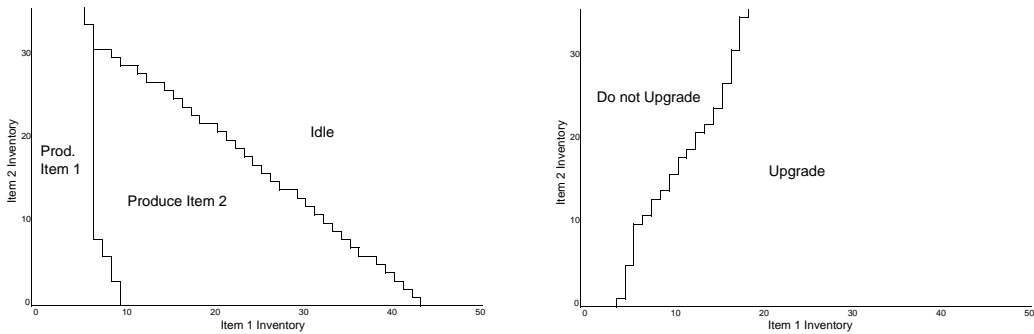 30
20
10
0
Item 2 Inventory
Prod.
Item 1
Produce Item 2
Idle
0
10
20
30
40
50
Item 1 Inventory
30
20
10
0
Item 2 Inventory
Do not Upgrade
Upgrade
0
10
20
30
40
50
Item 1 Inventory